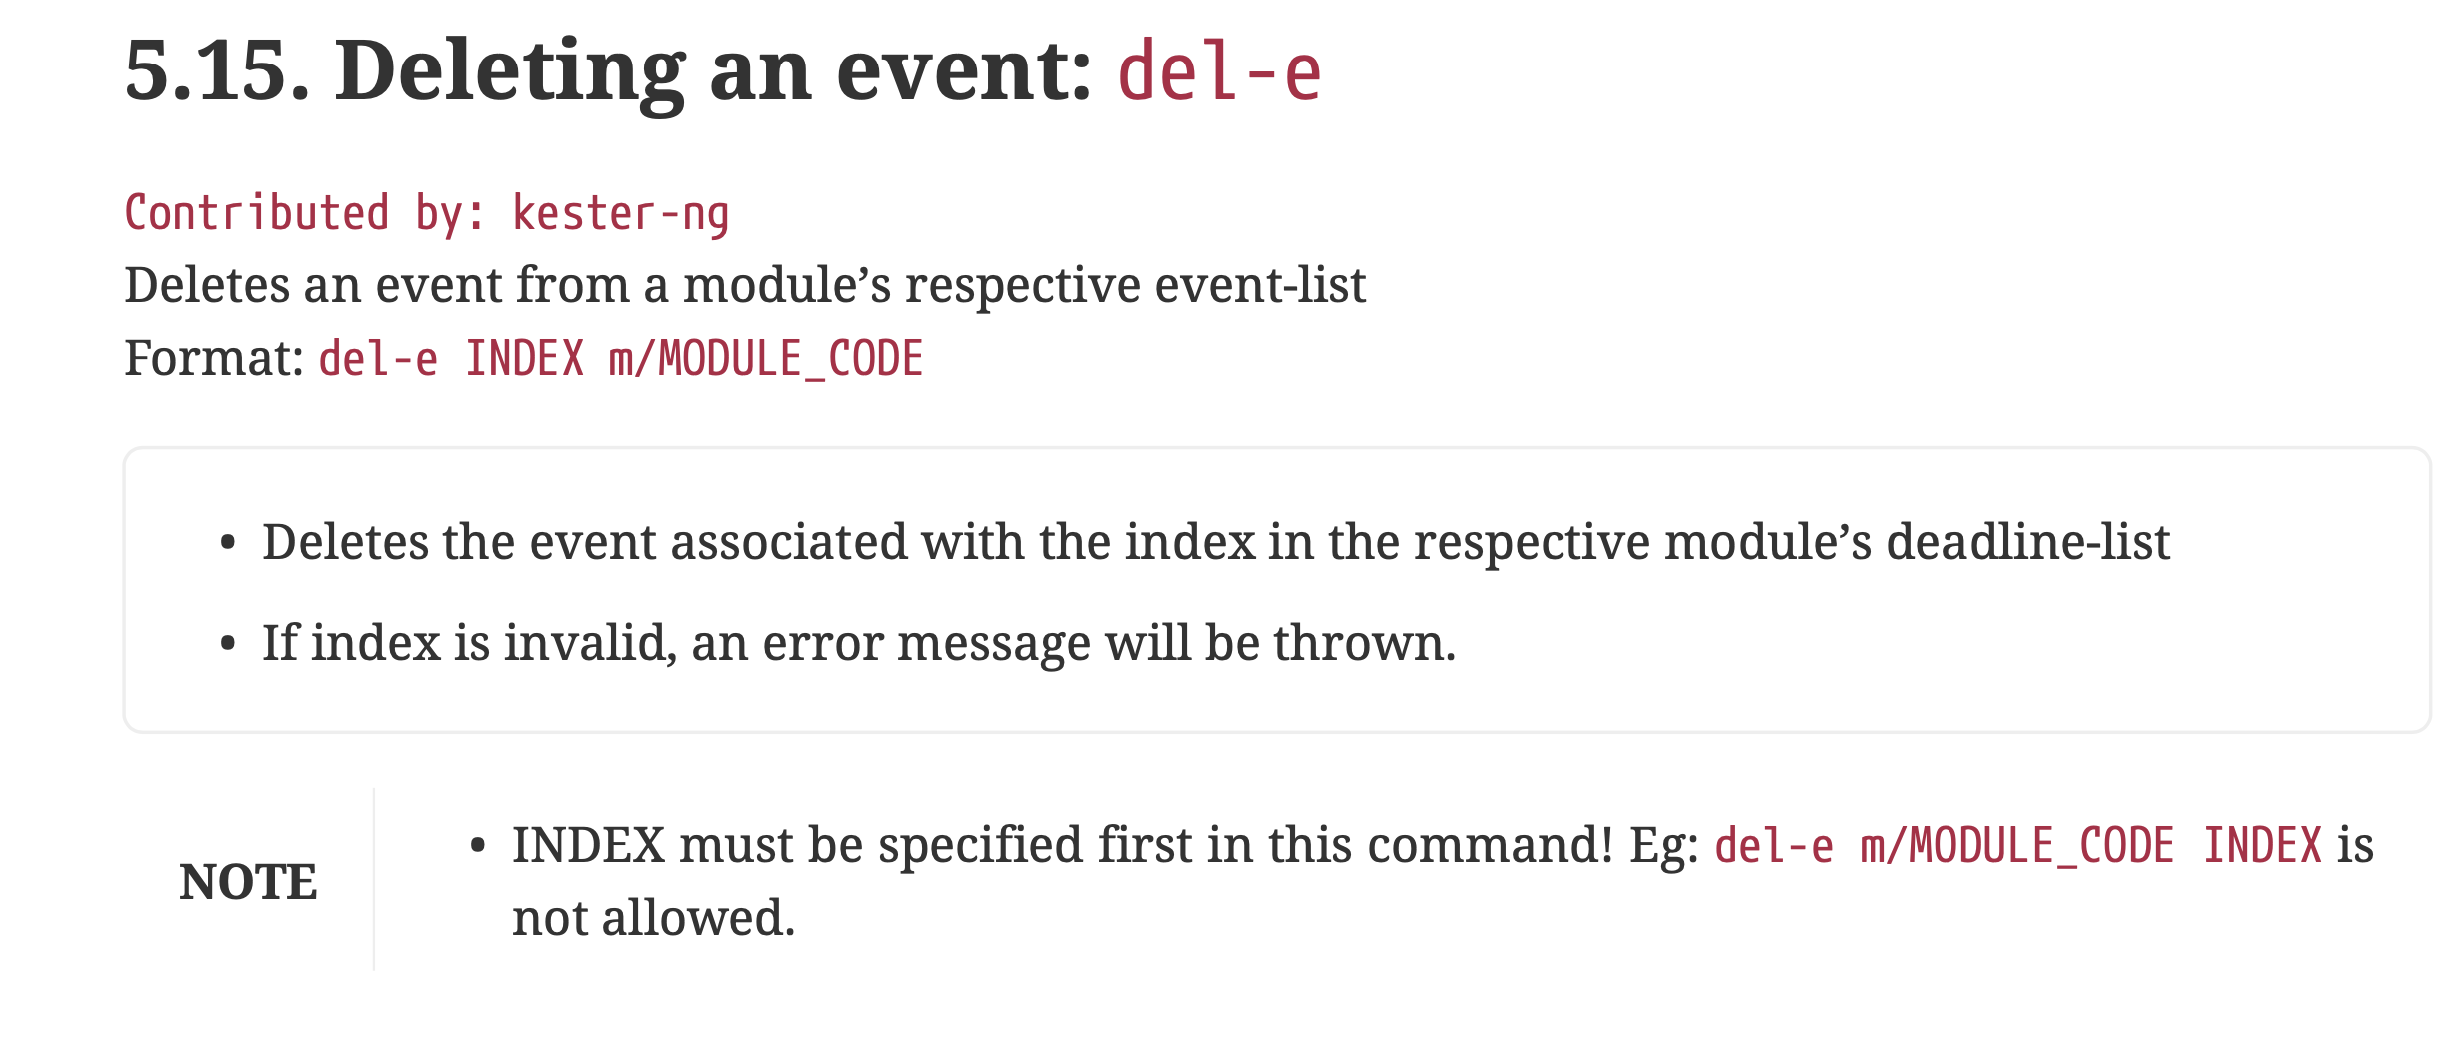 5.15. Deleting an event: del-e
Contributed by: kester-ng
Deletes an event from a module’s respective event-list
Format: del-e INDEX m/MODULE_CODE
• Deletes the event associated with the index in the respective module’s deadline-list
• If index is invalid, an error message will be thrown.
NOTE
• INDEX must be specified first in this command! Eg: del-e m/MODULE_CODE INDEX is
not allowed.